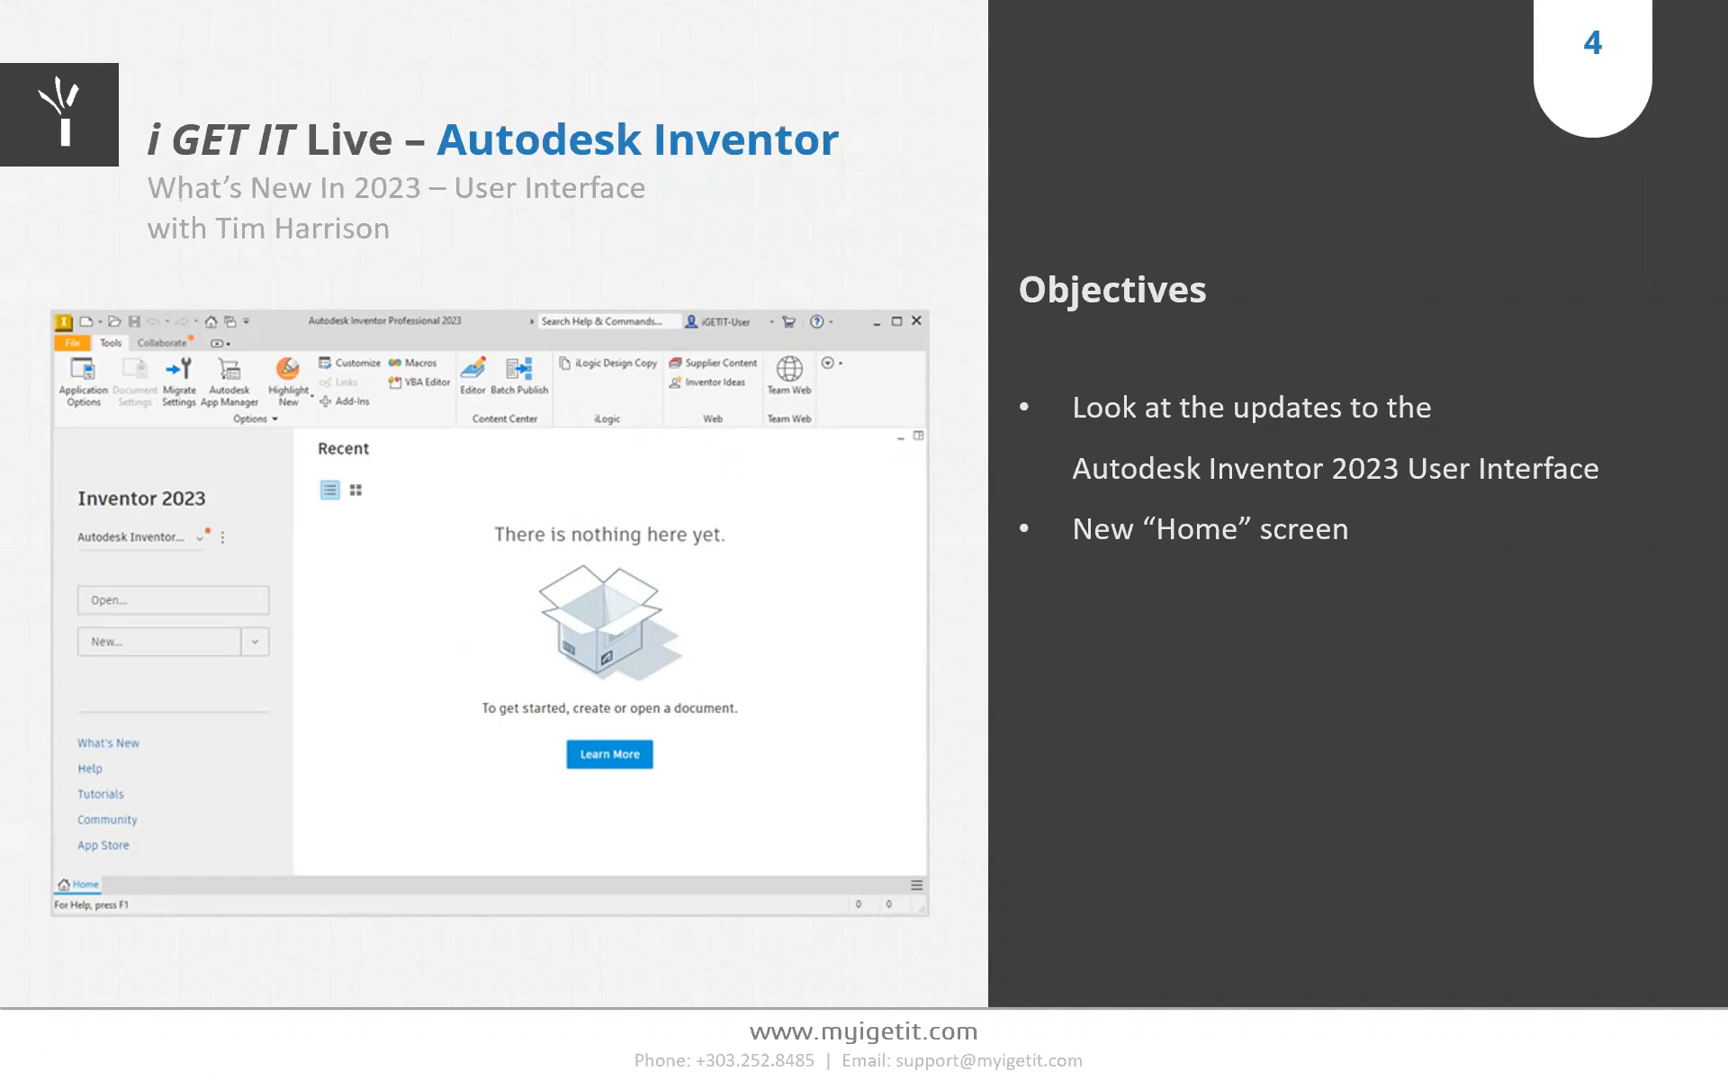 4
i GET IT Live – Autodesk Inventor
What's New In 2023 – User Interface
with Tim Harrison
Autodesk Inventor Professional 2023
Search Help & Commands...
iGETIT-User
File Tools Collaborate
Application Options
Document Settings
Migrate Settings
Autodesk App Manager
Highlight New
Customize
Links
Add-Ins
Macros
VBA Editor
Editor
Batch Publish
iLogic Design Copy
Supplier Content
Inventor Ideas
Team Web
Options
Content Center
iLogic
Web
Team Web
Inventor 2023
Autodesk Inventor...
Open...
New...
What's New
Help
Tutorials
Community
App Store
Recent
There is nothing here yet.
To get started, create or open a document.
Learn More
Home
For Help, press F1
0 0
Objectives
• Look at the updates to the
Autodesk Inventor 2023 User Interface
• New “Home” screen
www.myigetit.com
Phone: +303.252.8485 | Email: support@myigetit.com